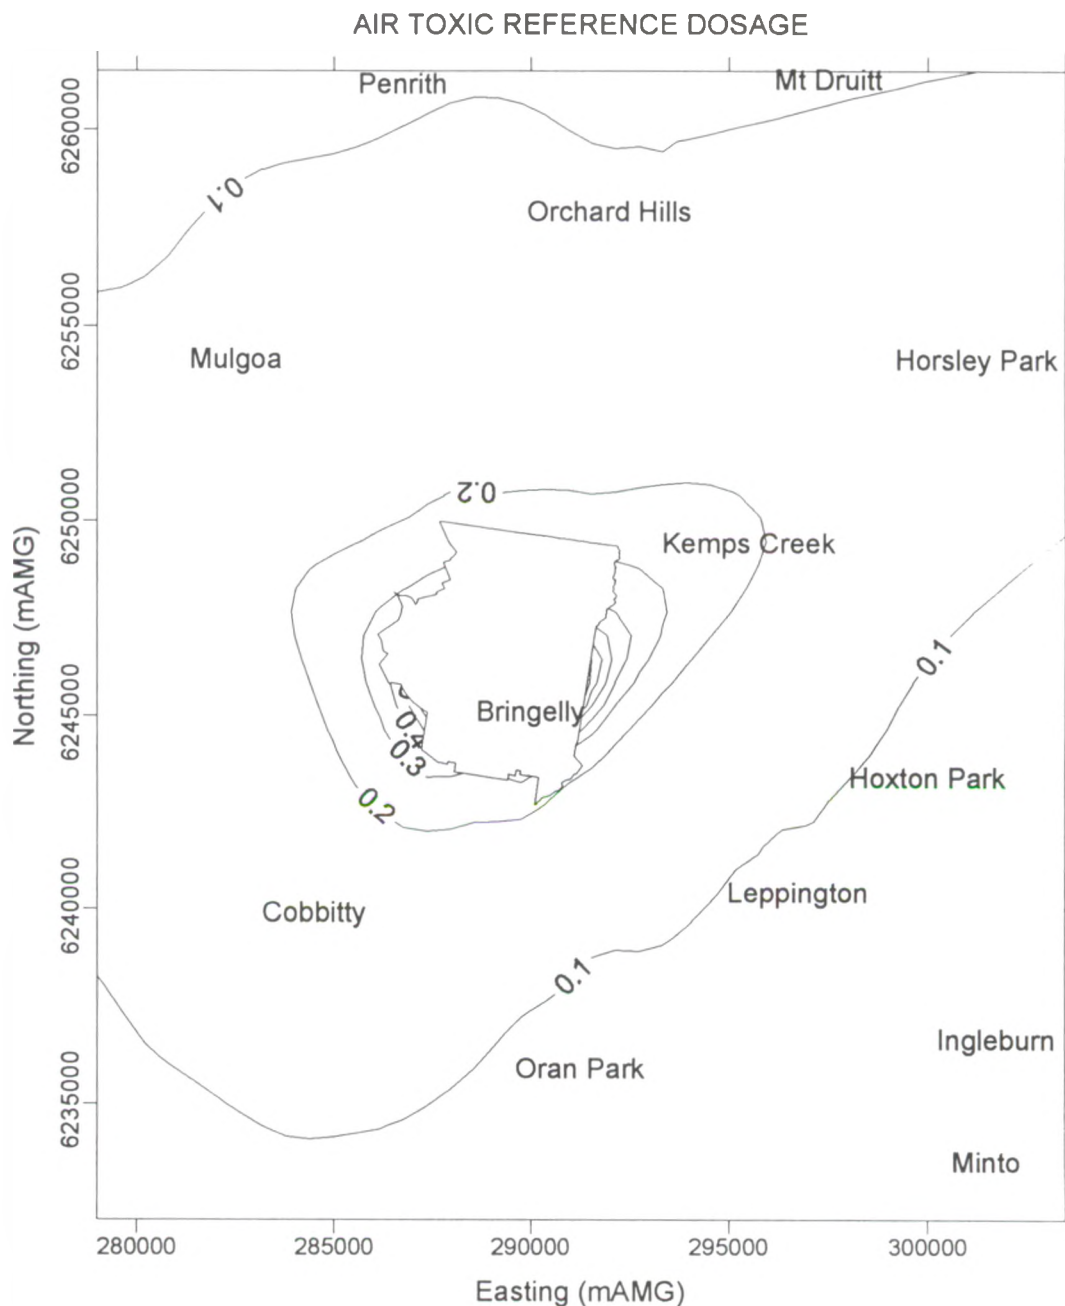 AIR TOXIC REFERENCE DOSAGE
Penrith
Mt Druitt
6260000
0.1
Orchard Hills
6255000
Mulgoa
Horsley Park
6250000
0.2
Kemps Creek
Northing (mAMG)
0.1
6245000
Bringelly
0.4
0.3
Hoxton Park
0.2
Leppington
6240000
Cobbitty
0.1
Ingleburn
Oran Park
6235000
Minto
280000 285000 290000 295000 300000
Easting (mAMG)